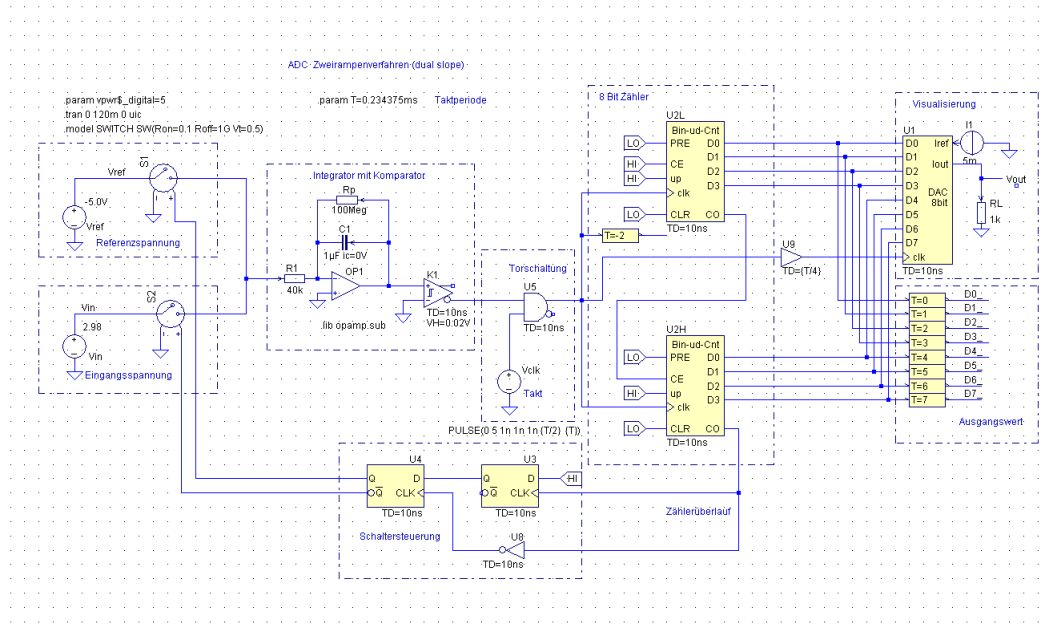 ADC Zweirampenverfahren (dual slope)
.param vpwr$_digital=5
.tran 0 120m 0 uic
.model SWITCH SW(Ron=0.1 Roff=1G Vt=0.5)
.param T=0.234375ms
Taktperiode
S1
Vref
-5.0V
Vref
Referenzspannung
S2
Vin
2.98
Vin
Eingangsspannung
Integrator mit Komparator
Rp
100Meg
C1
1µF ic=0V
R1
40k
OP1
K1
TD=10ns
VH=0.02V
.lib opamp.sub
Torschaltung
U5
TD=10ns
Vclk
Takt
PULSE(0 5 1n 1n 1n {T/2} {T})
8 Bit Zähler
U2L
Bin-ud-Cnt
LO
PRE
D0
D1
HI
CE
D2
HI
up
D3
clk
LO
CLR
CO
TD=10ns
T=-2
U9
TD={T/4}
U2H
Bin-ud-Cnt
LO
PRE
D0
D1
CE
D2
HI
up
D3
clk
LO
CLR
CO
TD=10ns
Visualisierung
U1
I1
D0
Iref
5m
D1
Iout
D2
D3
DAC
8bit
D4
D5
D6
D7
clk
TD=10ns
Vout
RL
1k
T=0
D0_
T=1
D1_
T=2
D2_
T=3
D3_
T=4
D4_
T=5
D5_
T=6
D6_
T=7
D7_
Ausgangswert
U4
Q
D
Q
CLK
TD=10ns
U3
Q
D
Q
CLK
TD=10ns
HI
Zählerüberlauf
Schaltersteuerung
U8
TD=10ns